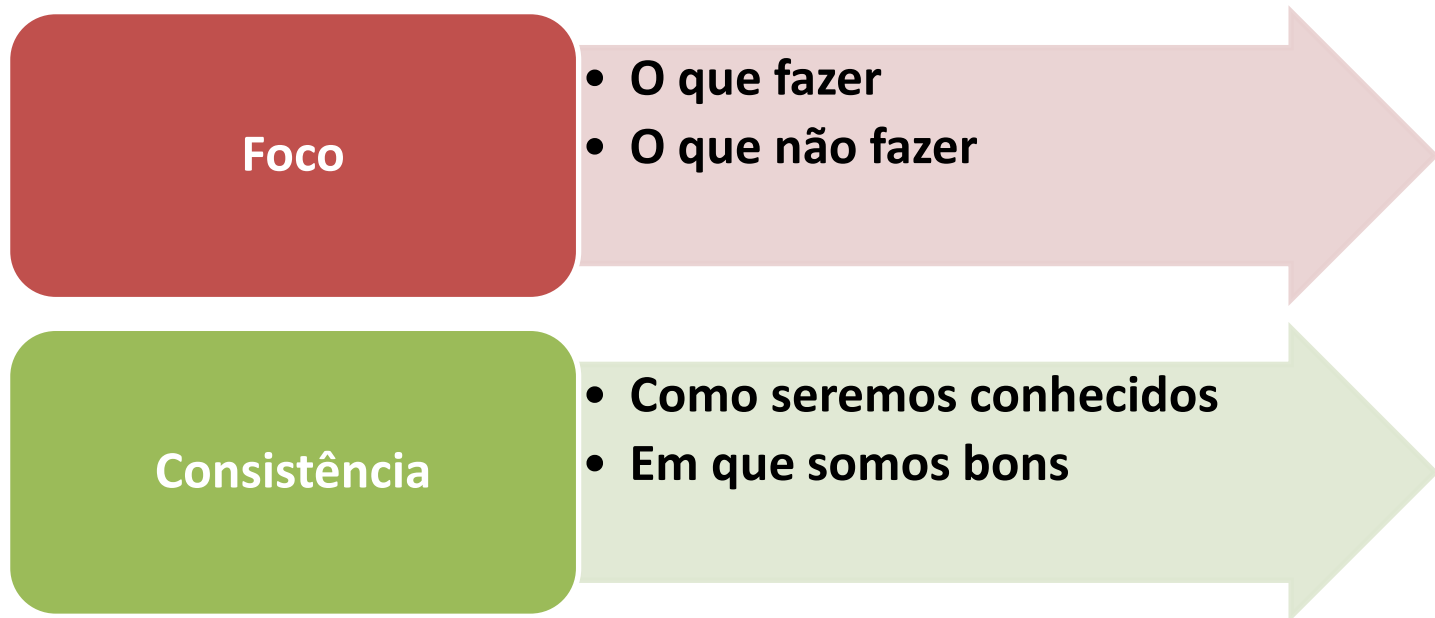 Foco
• O que fazer
• O que não fazer
Consistência
• Como seremos conhecidos
• Em que somos bons